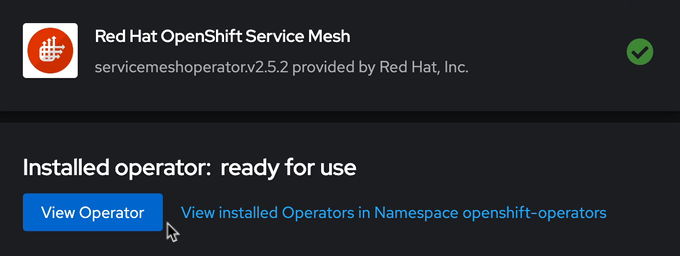 Red Hat OpenShift Service Mesh
servicemeshoperator.v2.5.2 provided by Red Hat, Inc.
Installed operator: ready for use
View Operator View installed Operators in Namespace openshift-operators